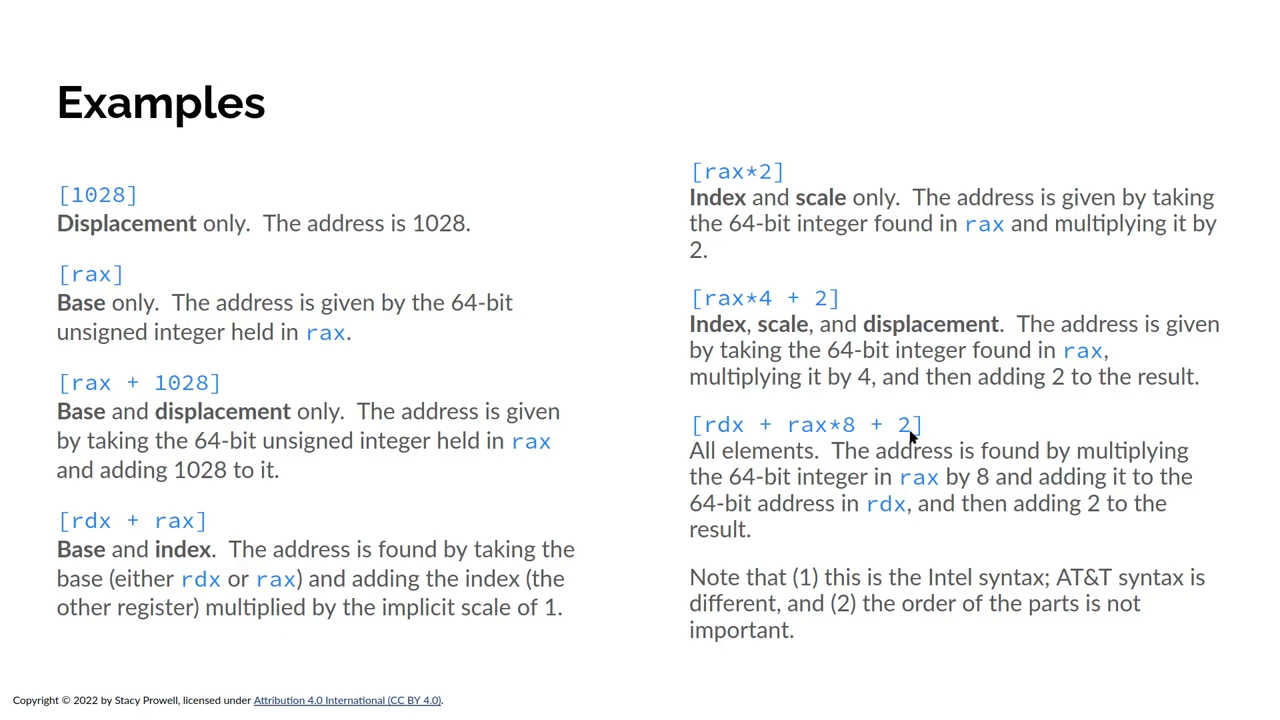 Examples
[1028]
Displacement only.  The address is 1028.
[rax]
Base only.  The address is given by the 64-bit
unsigned integer held in rax.
[rax + 1028]
Base and displacement only.  The address is given
by taking the 64-bit unsigned integer held in rax
and adding 1028 to it.
[rdx + rax]
Base and index.  The address is found by taking the
base (either rdx or rax) and adding the index (the
other register) multiplied by the implicit scale of 1.
[rax*2]
Index and scale only.  The address is given by taking
the 64-bit integer found in rax and multiplying it by
2.
[rax*4 + 2]
Index, scale, and displacement.  The address is given
by taking the 64-bit integer found in rax,
multiplying it by 4, and then adding 2 to the result.
[rdx + rax*8 + 2]
All elements.  The address is found by multiplying
the 64-bit integer in rax by 8 and adding it to the
64-bit address in rdx, and then adding 2 to the
result.
Note that (1) this is the Intel syntax; AT&T syntax is
different, and (2) the order of the parts is not
important.
Copyright © 2022 by Stacy Prowell, licensed under Attribution 4.0 International (CC BY 4.0).